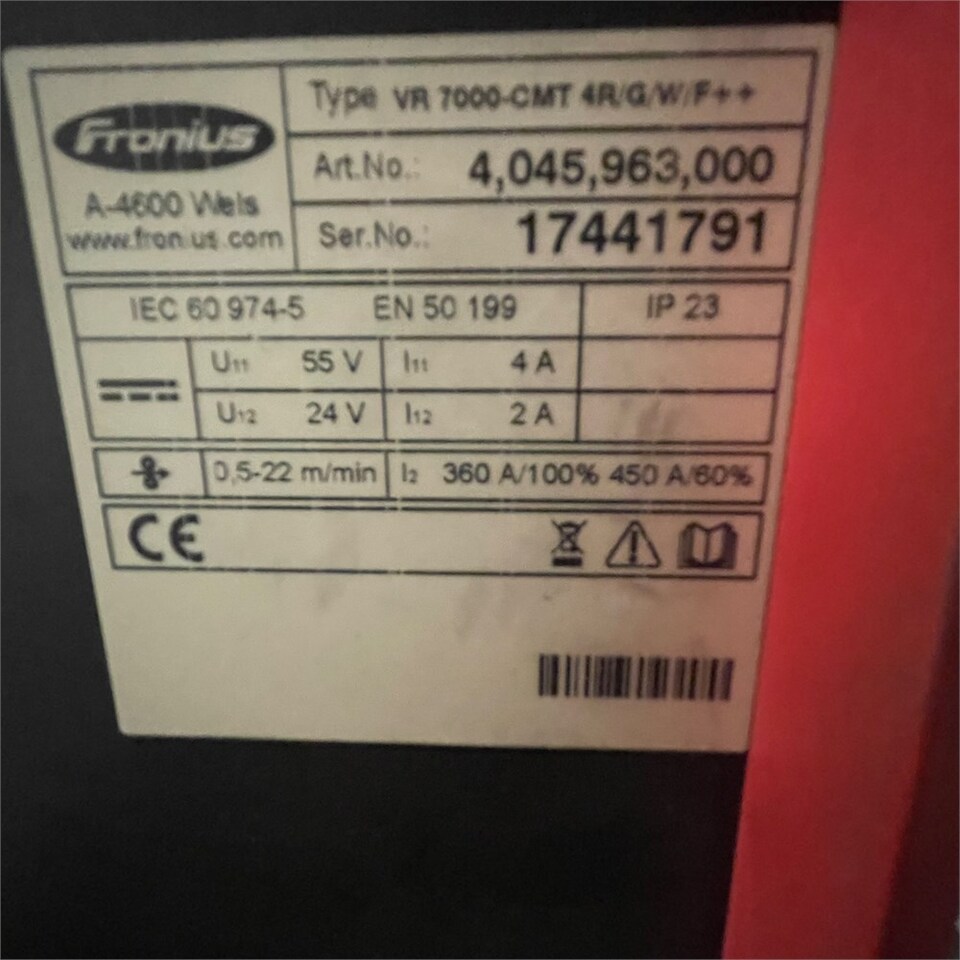 Fronius
A-4600 Wels
www.fronius.com
Type VR 7000-CMT 4R/G/W/F++
Art.No.: 4,045,963,000
Ser.No.: 17441791
IEC 60 974-5 EN 50 199 IP 23
U11 55 V I11 4 A
U12 24 V I12 2 A
0,5-22 m/min I2 360 A/100% 450 A/60%
CE